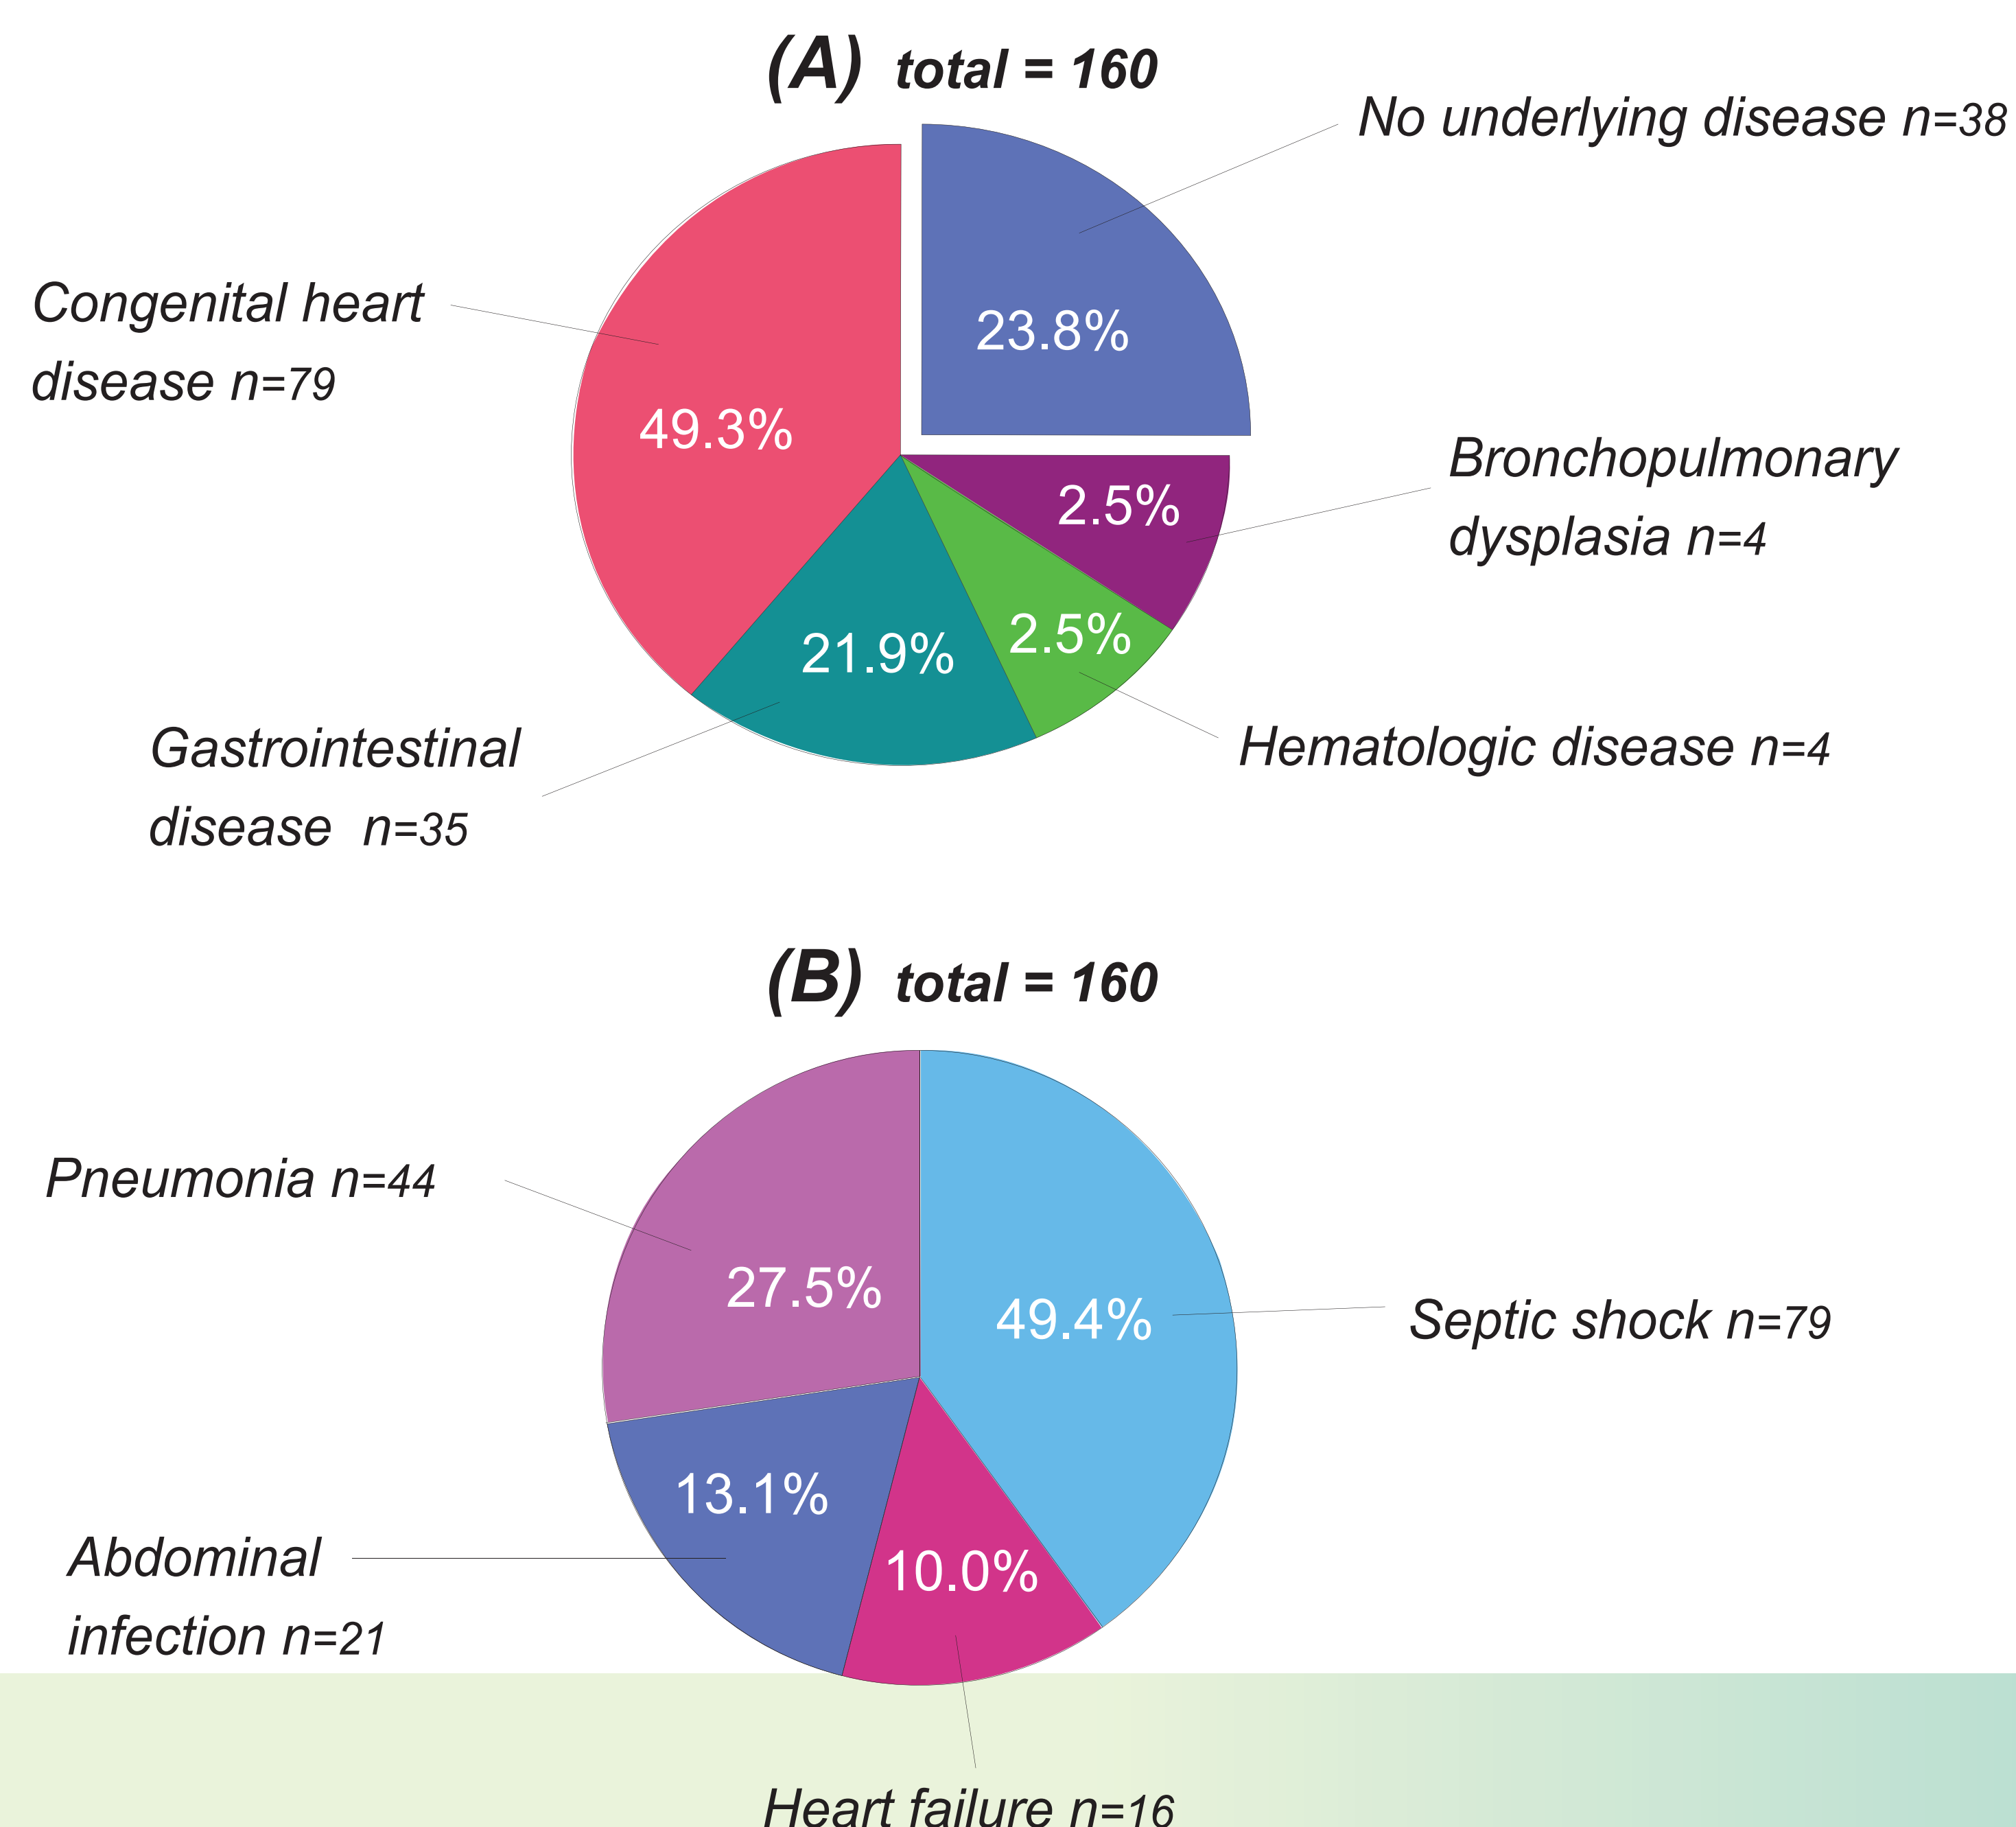 (A) total = 160
No underlying disease n=38
23.8%
Congenital heart
disease n=79
49.3%
Bronchopulmonary
dysplasia n=4
2.5%
2.5%
21.9%
Gastrointestinal
disease n=35
Hematologic disease n=4
(B) total = 160
Pneumonia n=44
27.5%
49.4%
Septic shock n=79
13.1%
Abdominal
infection n=21
10.0%
Heart failure n=16